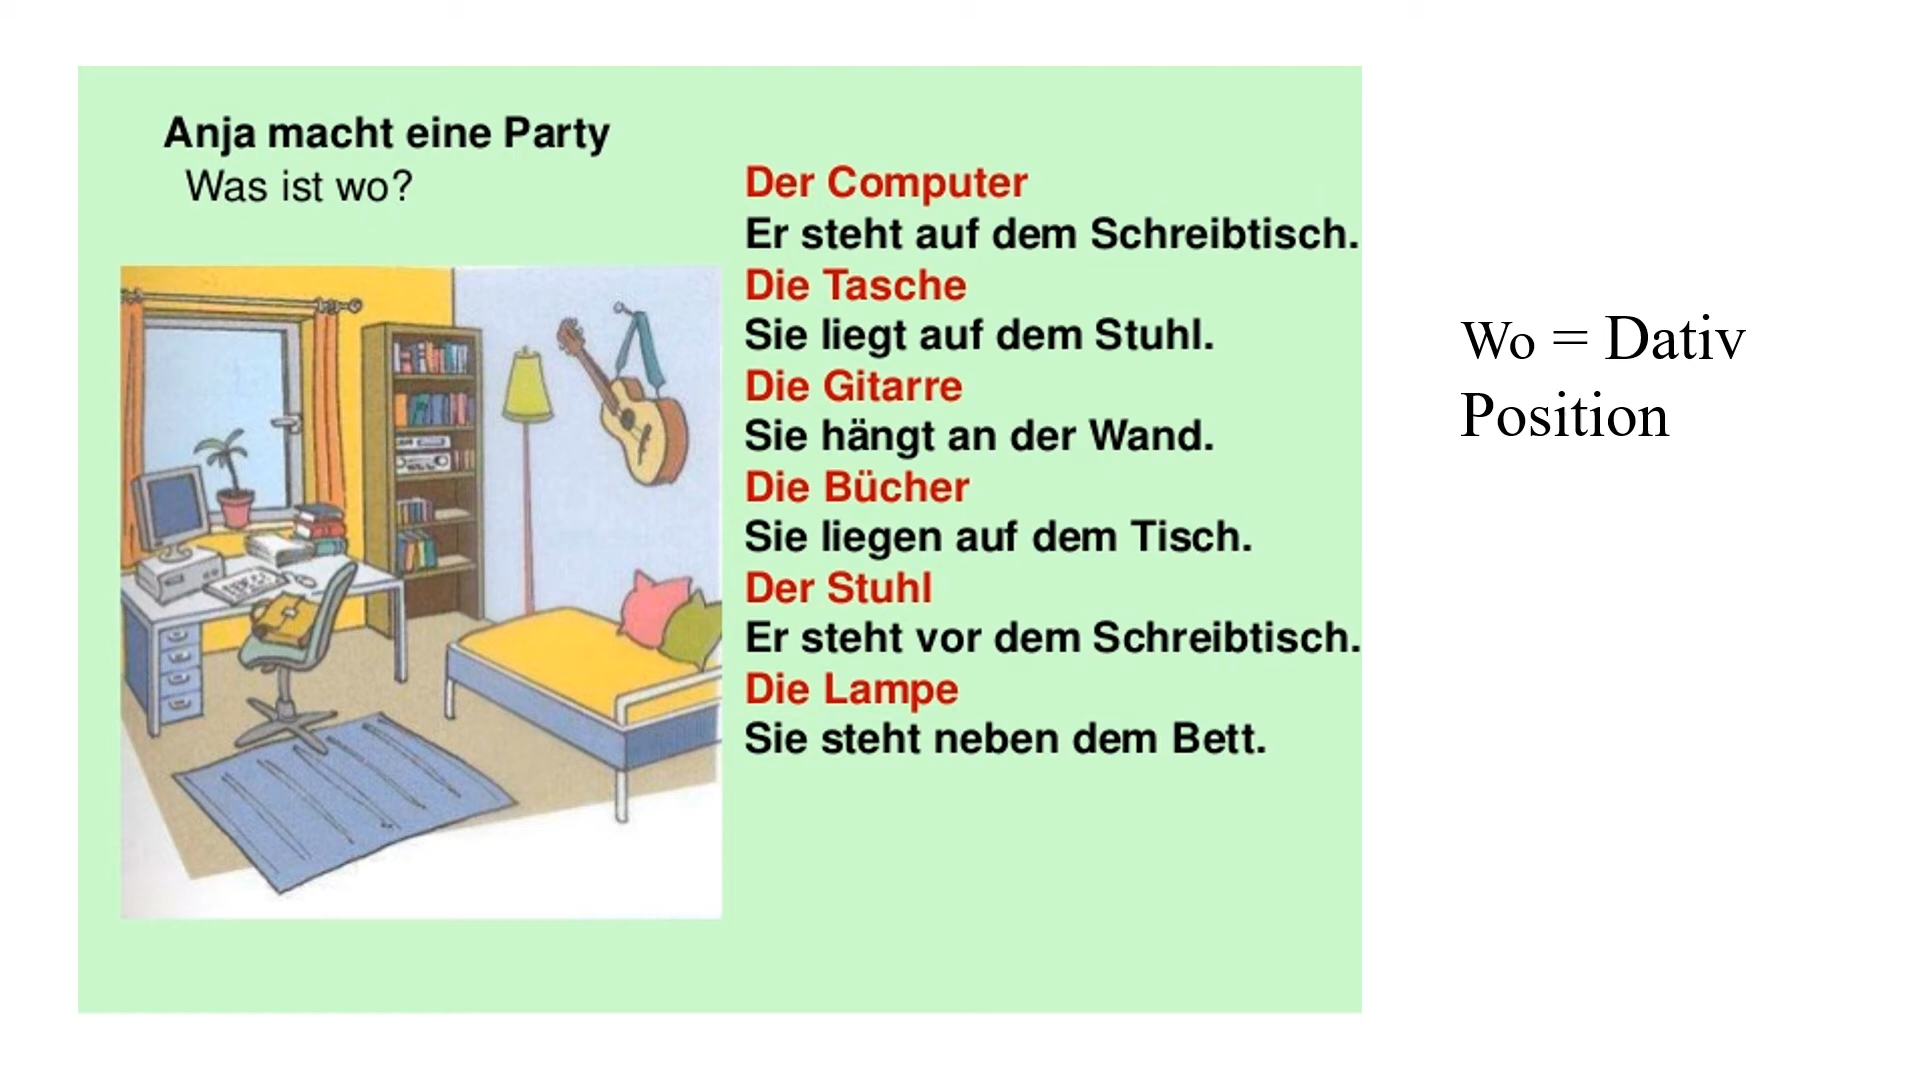 Anja macht eine Party
Was ist wo?
Der Computer
Er steht auf dem Schreibtisch.
Die Tasche
Sie liegt auf dem Stuhl.
Die Gitarre
Sie hängt an der Wand.
Die Bücher
Sie liegen auf dem Tisch.
Der Stuhl
Er steht vor dem Schreibtisch.
Die Lampe
Sie steht neben dem Bett.
Wo = Dativ
Position